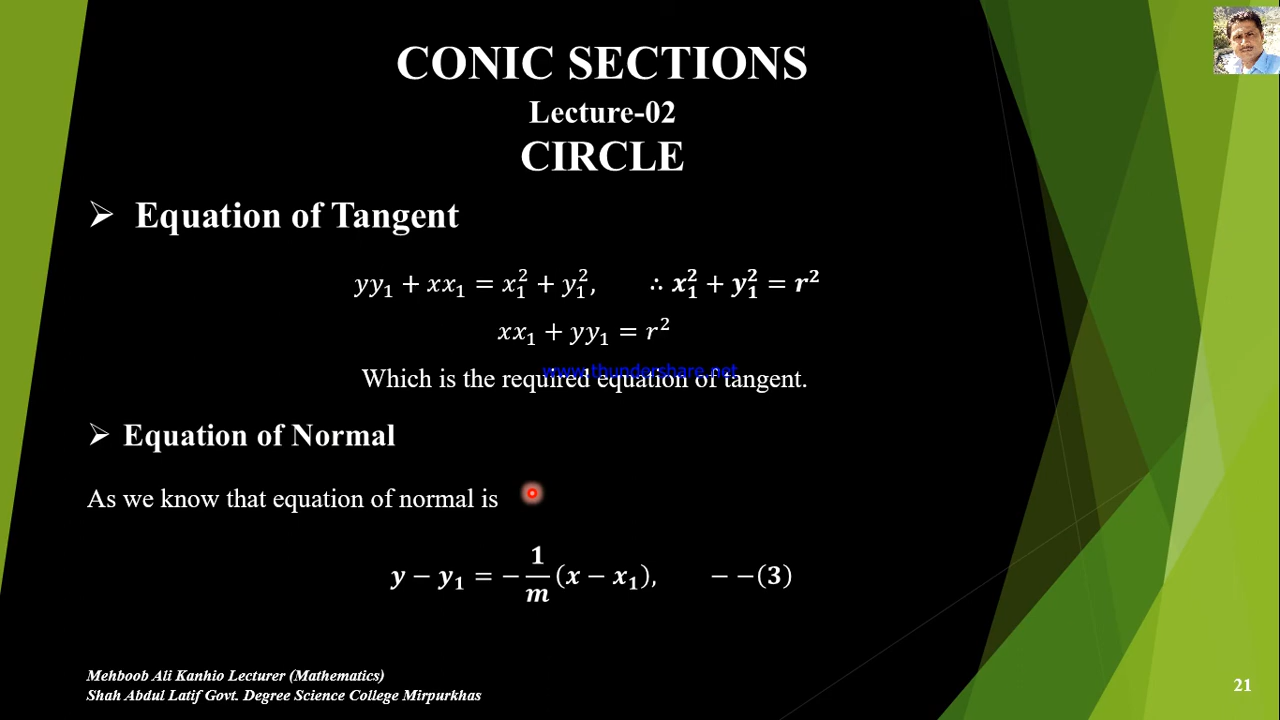 CONIC SECTIONS
Lecture-02
CIRCLE
➢ Equation of Tangent
𝑦𝑦₁ + 𝑥𝑥₁ = 𝑥₁² + 𝑦₁², ∴ 𝒙₁² + 𝒚₁² = 𝒓²
𝑥𝑥₁ + 𝑦𝑦₁ = 𝑟²
www.thundershare.net
Which is the required equation of tangent.
➢ Equation of Normal
As we know that equation of normal is
𝒚 − 𝒚₁ = −1/𝒎 (𝒙 − 𝒙₁), − −(3)
Mehboob Ali Kanhio Lecturer (Mathematics)
Shah Abdul Latif Govt. Degree Science College Mirpurkhas
21